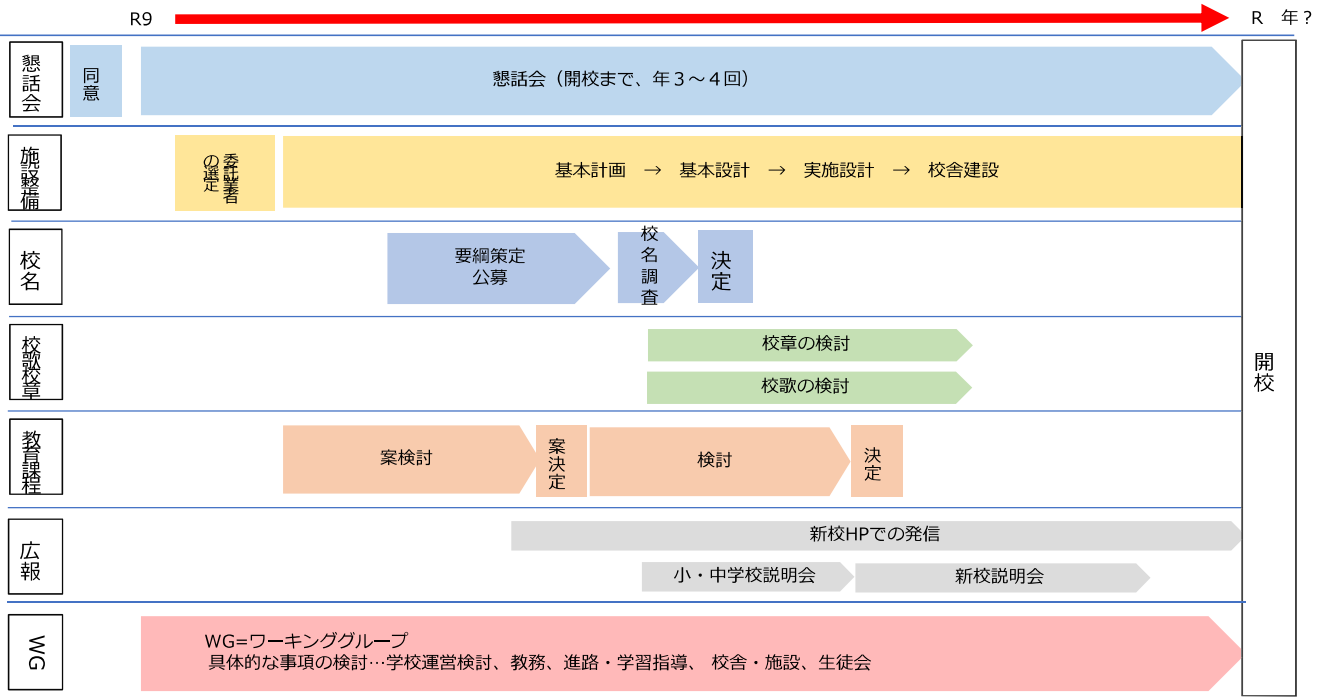 R9
R　年？
懇話会
同意
懇話会（開校まで、年３～４回）
施設整備
委託業者
の選定
基本計画　→　基本設計　→　実施設計　→　校舎建設
校名
要綱策定
公募
校名調査
決定
校歌校章
校章の検討
校歌の検討
開校
教育課程
案検討
案決定
検討
決定
広報
新校HPでの発信
小・中学校説明会
新校説明会
WG
WG=ワーキンググループ
具体的な事項の検討…学校運営検討、教務、進路・学習指導、 校舎・施設、生徒会